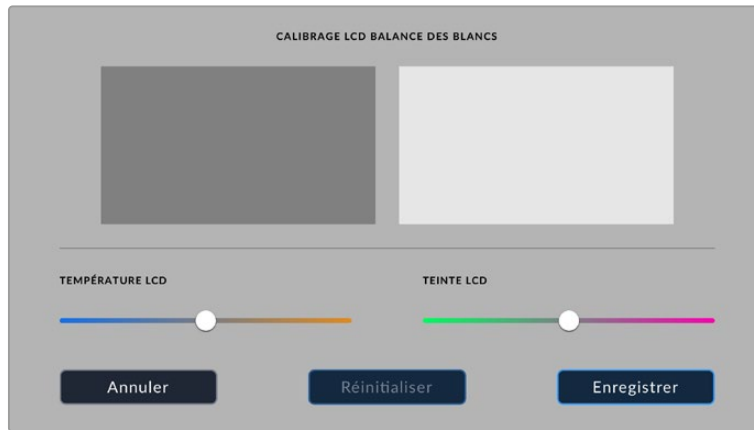 CALIBRAGE LCD BALANCE DES BLANCS
TEMPÉRATURE LCD
TEINTE LCD
Annuler
Réinitialiser
Enregistrer